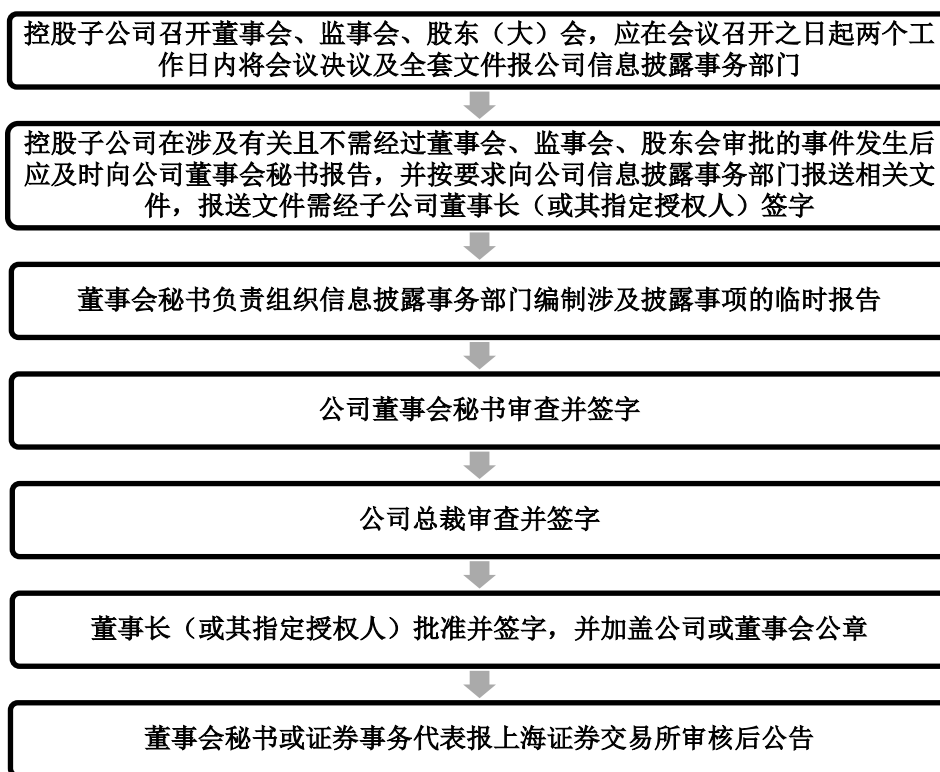 控股子公司召开董事会、监事会、股东（大）会，应在会议召开之日起两个工
作日内将会议决议及全套文件报公司信息披露事务部门
控股子公司在涉及有关且不需经过董事会、监事会、股东会审批的事件发生后
应及时向公司董事会秘书报告，并按要求向公司信息披露事务部门报送相关文
件，报送文件需经子公司董事长（或其指定授权人）签字
董事会秘书负责组织信息披露事务部门编制涉及披露事项的临时报告
公司董事会秘书审查并签字
公司总裁审查并签字
董事长（或其指定授权人）批准并签字，并加盖公司或董事会公章
董事会秘书或证券事务代表报上海证券交易所审核后公告